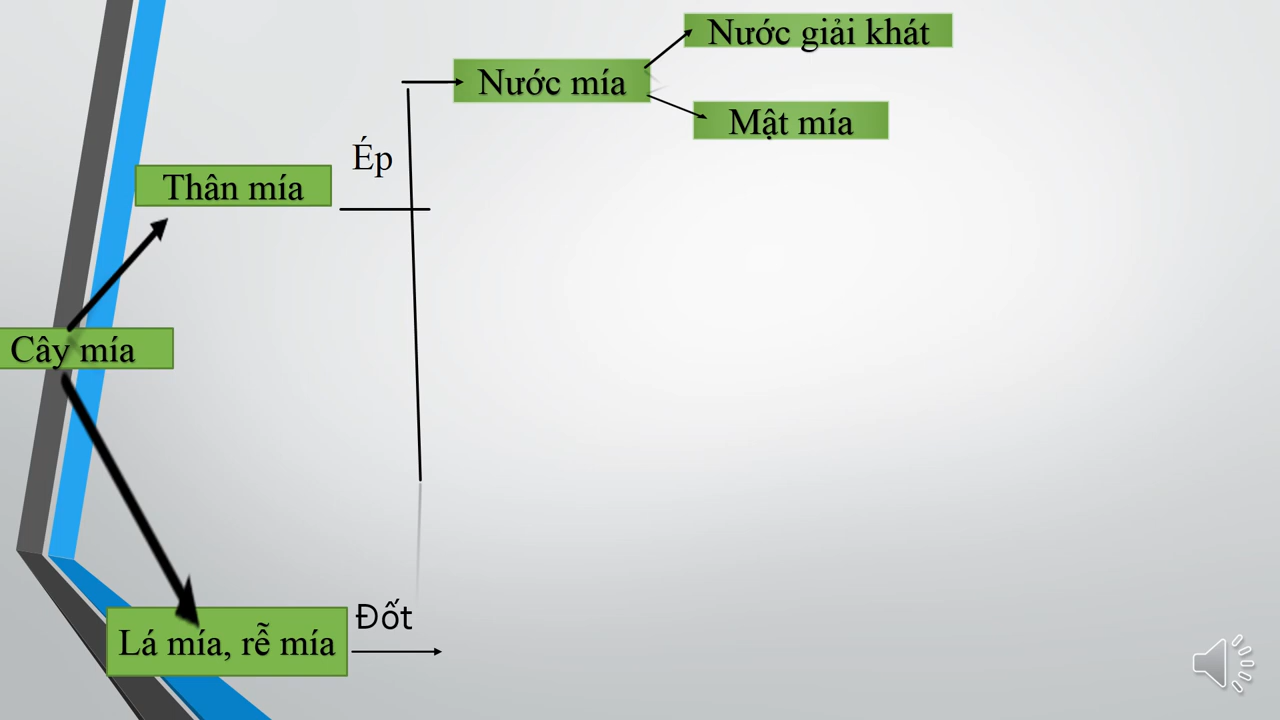 Nước giải khát
Nước mía
Mật mía
Ép
Thân mía
Cây mía
Đốt
Lá mía, rễ mía